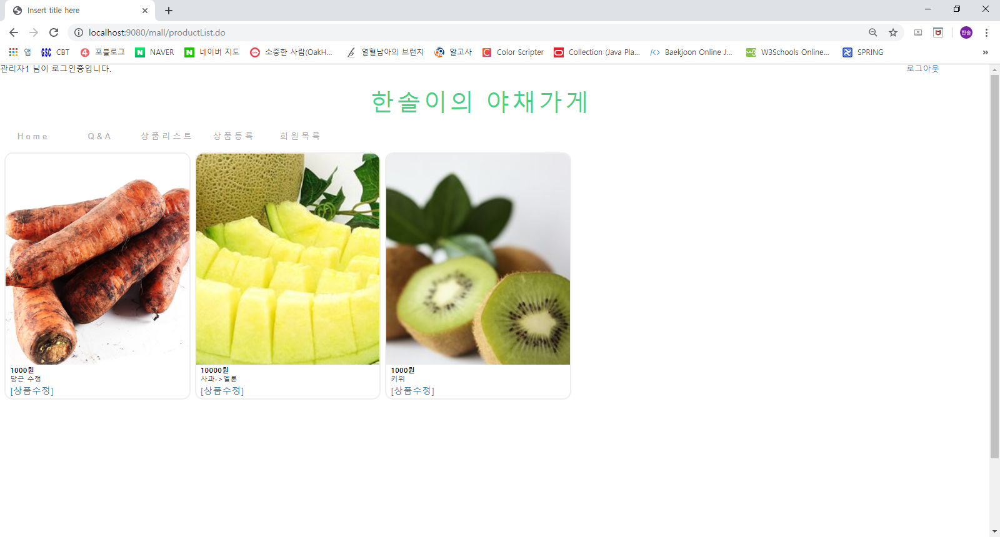 Insert title here
localhost:9080/mall/productList.do
한솔
앱
GSC CBT
4 포블로그
N NAVER
N 네이버 지도
소중한 사람(OakH...
열혈남아의 브런치
알고사
C Color Scripter
Collection (Java Pla...
Baekjoon Online J...
W3Schools Online...
SPRING
»
관리자1 님이 로그인중입니다.
로그아웃
한솔이의 야채가게
Home
Q&A
상품리스트
상품등록
회원목록
1000원
당근 수정
[상품수정]
10000원
사과->멜론
[상품수정]
1000원
키위
[상품수정]